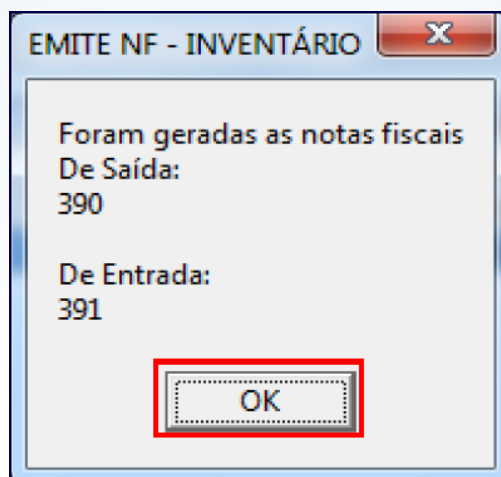 EMITE NF - INVENTÁRIO
Foram geradas as notas fiscais
De Saída:
390
De Entrada:
391
OK